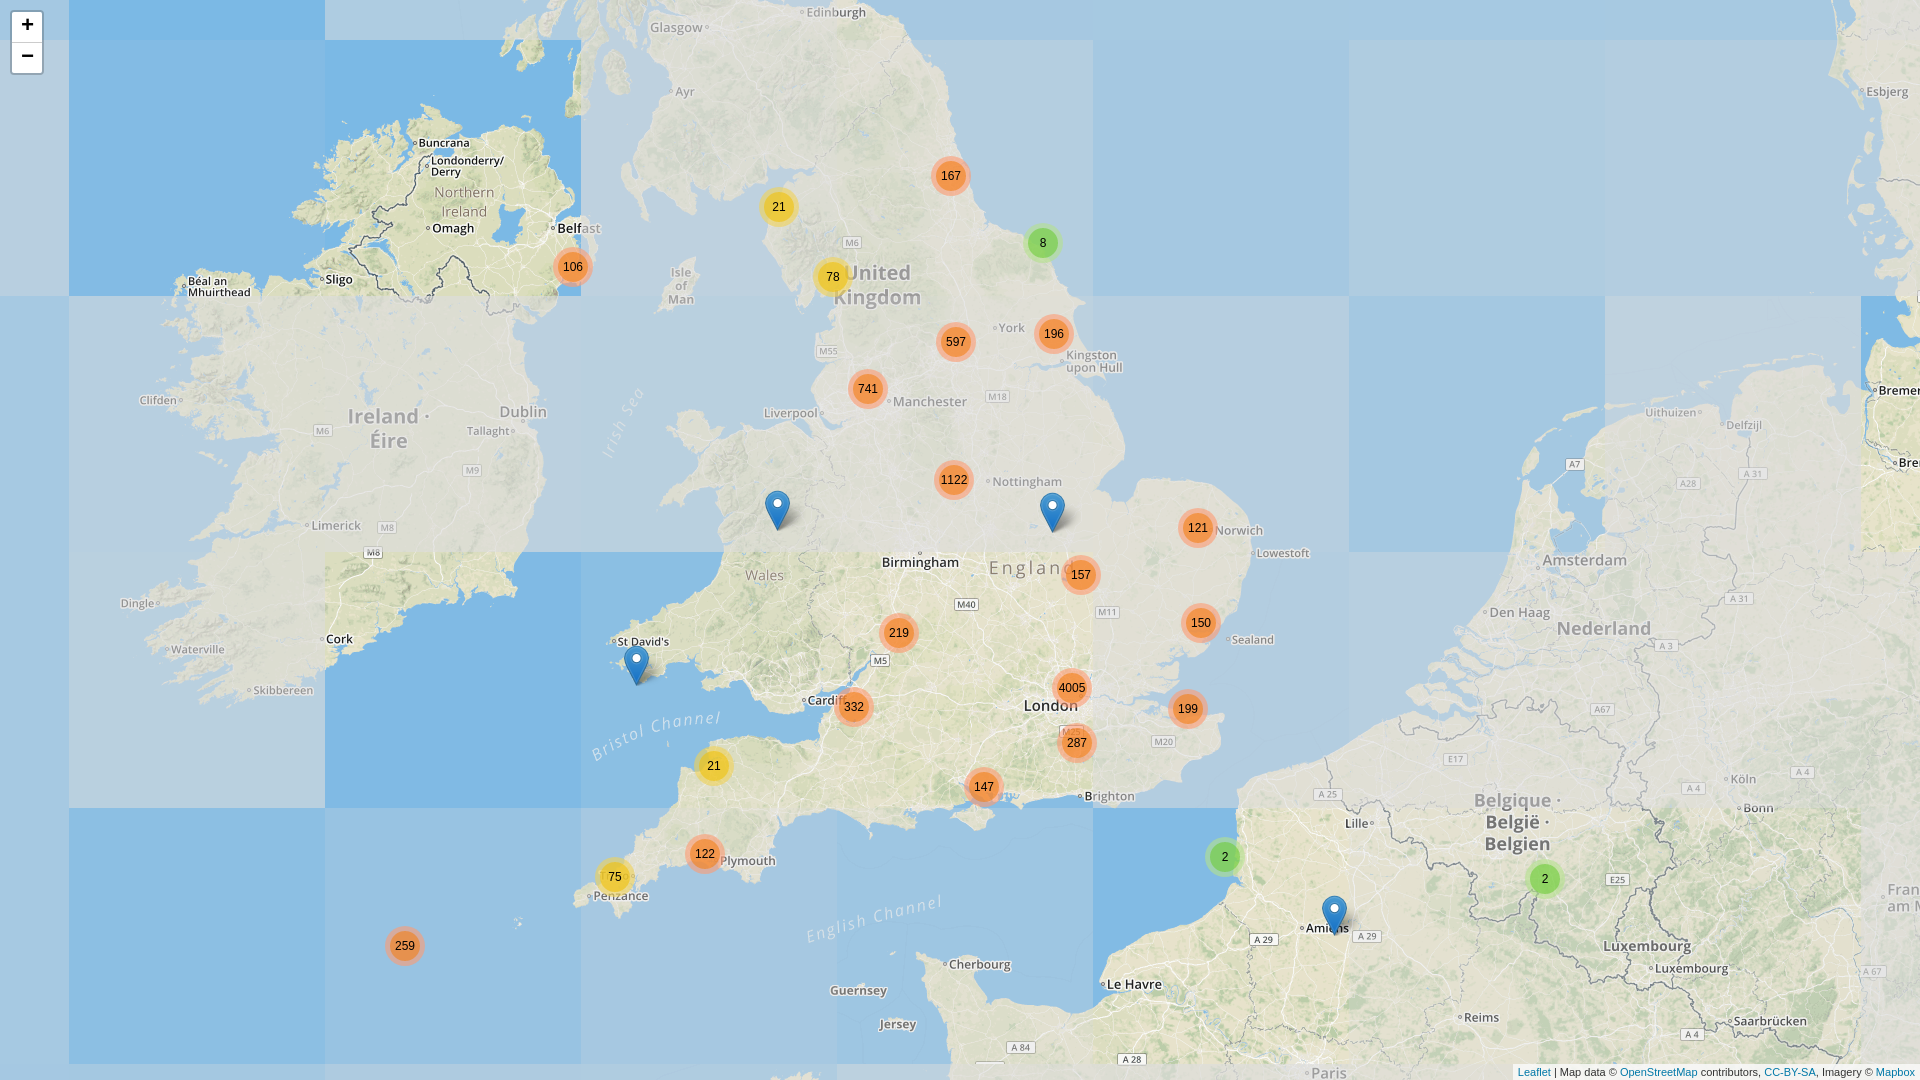 +
−
Edinburgh
Glasgow
Ayr
Esbjerg
Buncrana
Londonderry/
Derry
167
Northern
Ireland
21
Omagh
Belfast
M6
8
106
Isle
of
Man
78
United
Kingdom
Sligo
Béal an
Mhuirthead
York
196
597
M55
Kingston
upon Hull
741
Manchester
M18
Clifden
Bremer
Ireland ·
Éire
Dublin
Liverpool
Uithuizen
Delfzijl
M6
Tallaght
Irish Sea
M9
A7
Bre
A 31
1122
Nottingham
A28
Limerick
M8
121
Norwich
M8
Lowestoft
Birmingham
England
Amsterdam
Wales
157
Dingle
M40
M11
A 31
Den Haag
Nederland
219
150
Cork
St David's
Sealand
Waterville
M5
A 3
Skibbereen
4005
Cardiff
332
London
199
A67
Bristol Channel
M25
287
M20
E17
21
Köln
A 4
147
A 25
A 4
Brighton
Belgique ·
België ·
Belgien
Bonn
Lille
122
Plymouth
2
75
2
E25
Penzance
Fran
am M
English Channel
Amiens
A 29
A 29
259
Luxembourg
Cherbourg
Luxembourg
A 67
Le Havre
Guernsey
Jersey
Reims
Saarbrücken
A 4
A 84
A 28
Paris
Leaflet | Map data © OpenStreetMap contributors, CC-BY-SA, Imagery © Mapbox